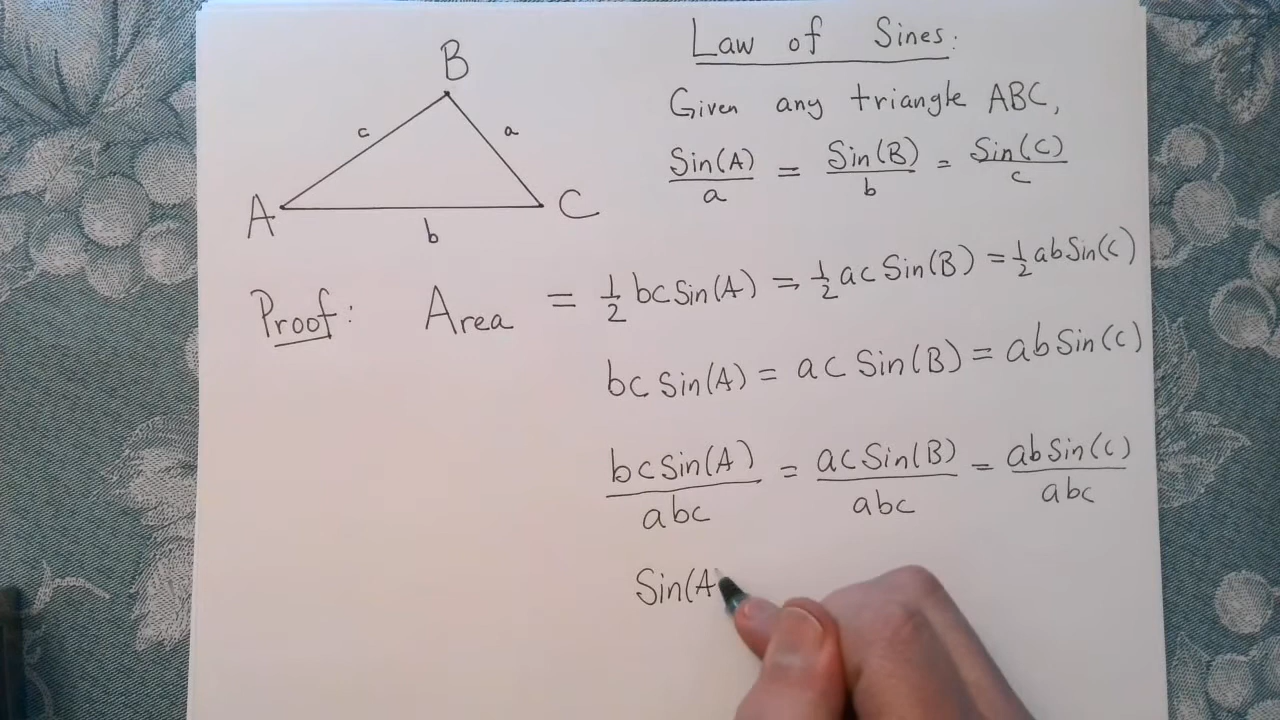 B
c
a
A
C
b
Law of Sines:
Given any triangle ABC,
Sin(A)/a = Sin(B)/b = Sin(C)/c
Proof: Area = 1/2 bc Sin(A) = 1/2 ac Sin(B) = 1/2 ab Sin(C)
bc Sin(A) = ac Sin(B) = ab Sin(C)
bc Sin(A)/abc = ac Sin(B)/abc = ab Sin(C)/abc
Sin(A